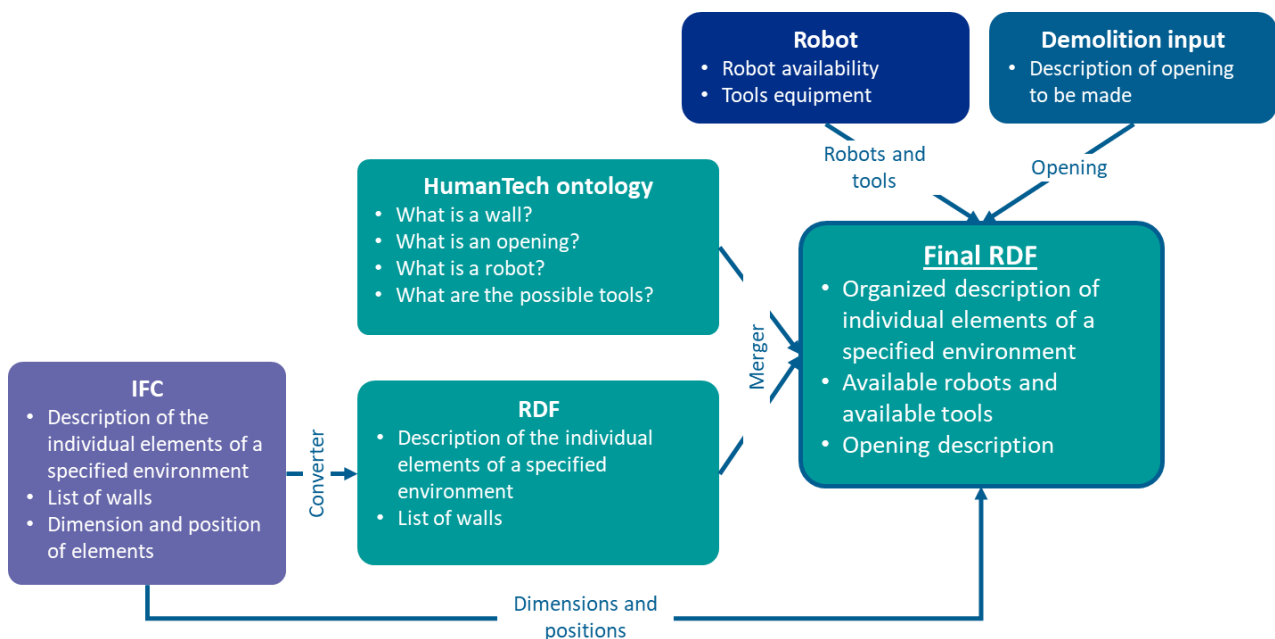 Robot
• Robot availability
• Tools equipment
Demolition input
• Description of opening
to be made
Robots and
tools
Opening
HumanTech ontology
• What is a wall?
• What is an opening?
• What is a robot?
• What are the possible tools?
Merger
Final RDF
• Organized description of
individual elements of a
specified environment
• Available robots and
available tools
• Opening description
IFC
• Description of the
individual elements of a
specified environment
• List of walls
• Dimension and position
of elements
Converter
RDF
• Description of the individual
elements of a specified
environment
• List of walls
Dimensions and
positions